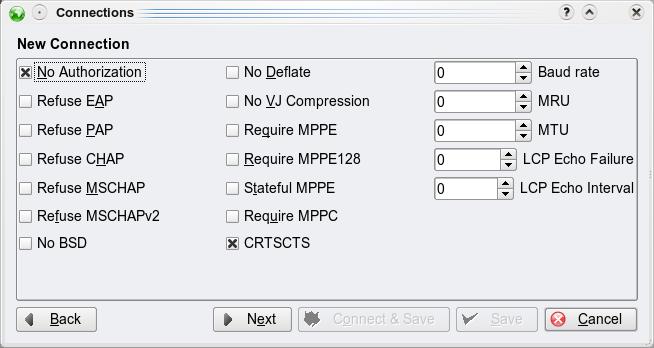 Connections ?
New Connection
No Authorization No Deflate 0 Baud rate
Refuse EAP No VJ Compression 0 MRU
Refuse PAP Require MPPE 0 MTU
Refuse CHAP Require MPPE128 0 LCP Echo Failure
Refuse MSCHAP Stateful MPPE 0 LCP Echo Interval
Refuse MSCHAPv2 Require MPPC
No BSD CRTSCTS
Back Next Connect & Save Save Cancel